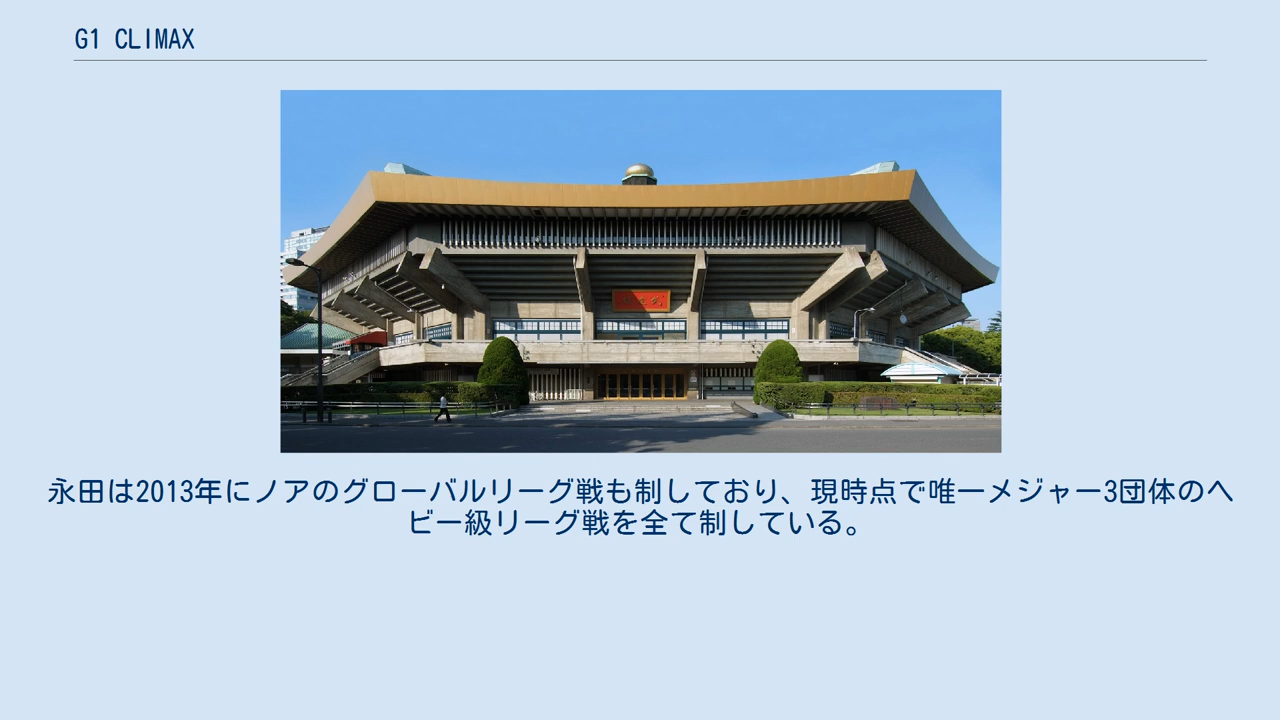 G1 CLIMAX
永田は2013年にノアのグローバルリーグ戦も制しており、現時点で唯一メジャー3団体のヘ
ビー級リーグ戦を全て制している。